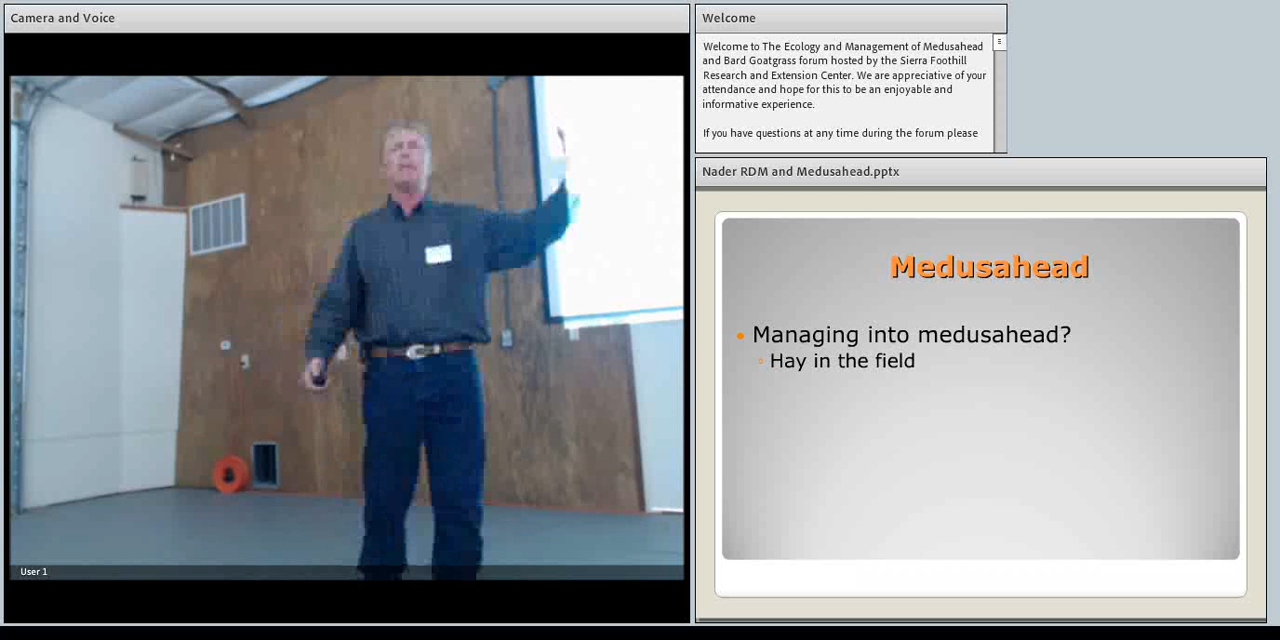 Camera and Voice
User 1
Welcome
Welcome to The Ecology and Management of Medusahead
and Bard Goatgrass forum hosted by the Sierra Foothill
Research and Extension Center. We are appreciative of your
attendance and hope for this to be an enjoyable and
informative experience.
If you have questions at any time during the forum please
Nader RDM and Medusahead.pptx
Medusahead
Managing into medusahead?
Hay in the field